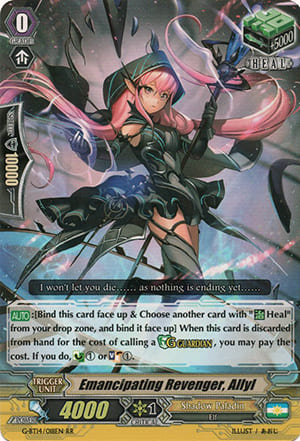 0
GRADE
+5000
HEAL
SHIELD
10000
I won't let you die...... as nothing is ending yet......
AUTO:[Bind this card face up & Choose another card with "Heal"
from your drop zone, and bind it face up] When this card is discarded
from hand for the cost of calling a G GUARDIAN, you may pay the
cost. If you do, 1 or 1.
TRIGGER
UNIT
Emancipating Revenger, Allyl
POWER
4000
1
CRITICAL
Shadow Paladin
Elf
G-BT14/018EN RR
ILLUST / あおじ